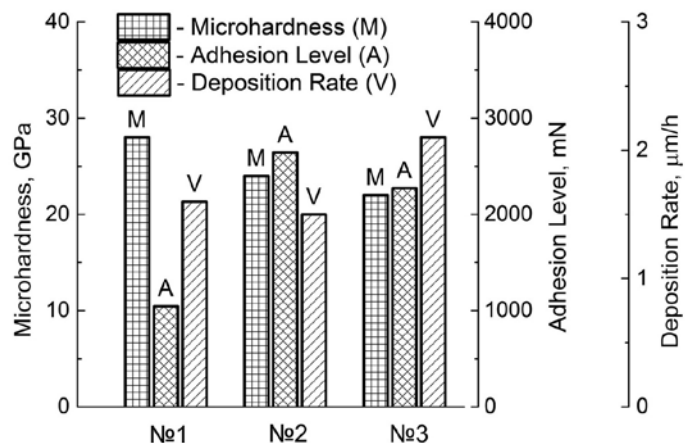 40
30
20
10
0
Microhardness, GPa
- Microhardness (M)
- Adhesion Level (A)
- Deposition Rate (V)
M
A
V
M
A
V
M
A
V
№1
№2
№3
4000
3000
2000
1000
0
Adhesion Level, mN
3
2
1
0
Deposition Rate, μm/h